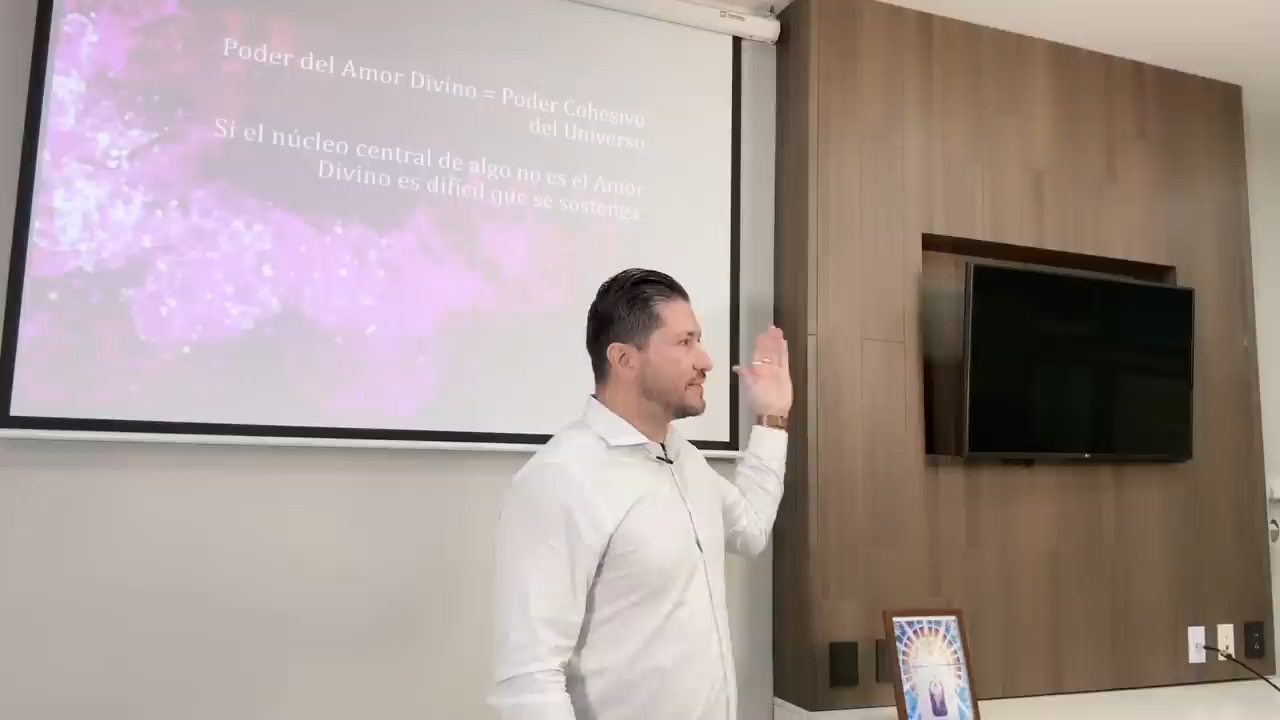 Poder del Amor Divino = Poder Cohesivo
del Universo
Si el núcleo central de algo no es el Amor
Divino es difícil que se sostenga.